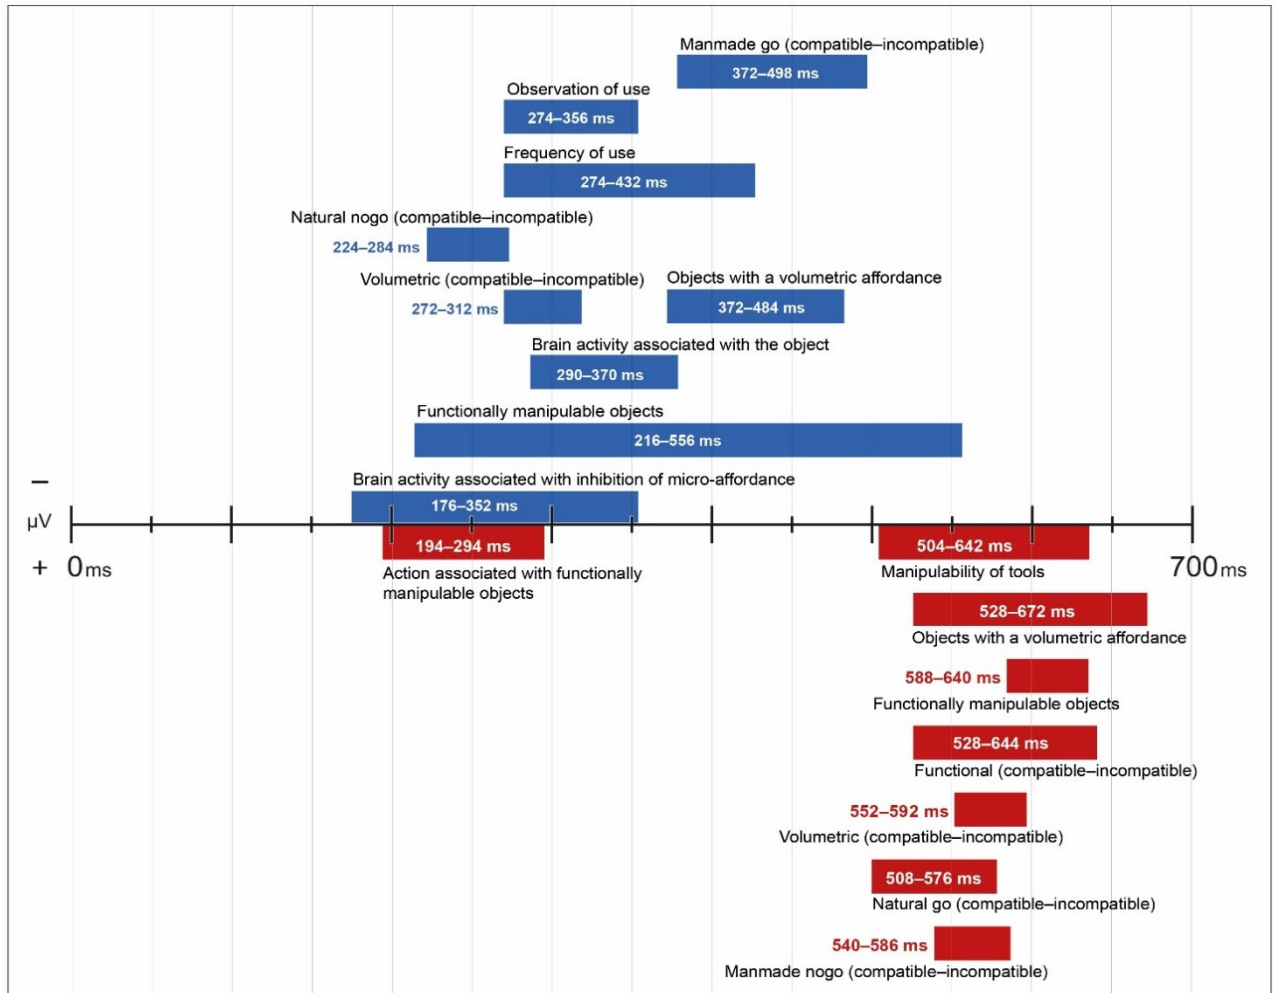 Manmade go (compatible–incompatible)
372–498 ms
Observation of use
274–356 ms
Frequency of use
274–432 ms
Natural nogo (compatible–incompatible)
224–284 ms
Volumetric (compatible–incompatible)
272–312 ms
Objects with a volumetric affordance
372–484 ms
Brain activity associated with the object
290–370 ms
Functionally manipulable objects
216–556 ms
Brain activity associated with inhibition of micro-affordance
176–352 ms
–
µV
+
0ms
700ms
194–294 ms
Action associated with functionally
manipulable objects
504–642 ms
Manipulability of tools
528–672 ms
Objects with a volumetric affordance
588–640 ms
Functionally manipulable objects
528–644 ms
Functional (compatible–incompatible)
552–592 ms
Volumetric (compatible–incompatible)
508–576 ms
Natural go (compatible–incompatible)
540–586 ms
Manmade nogo (compatible–incompatible)